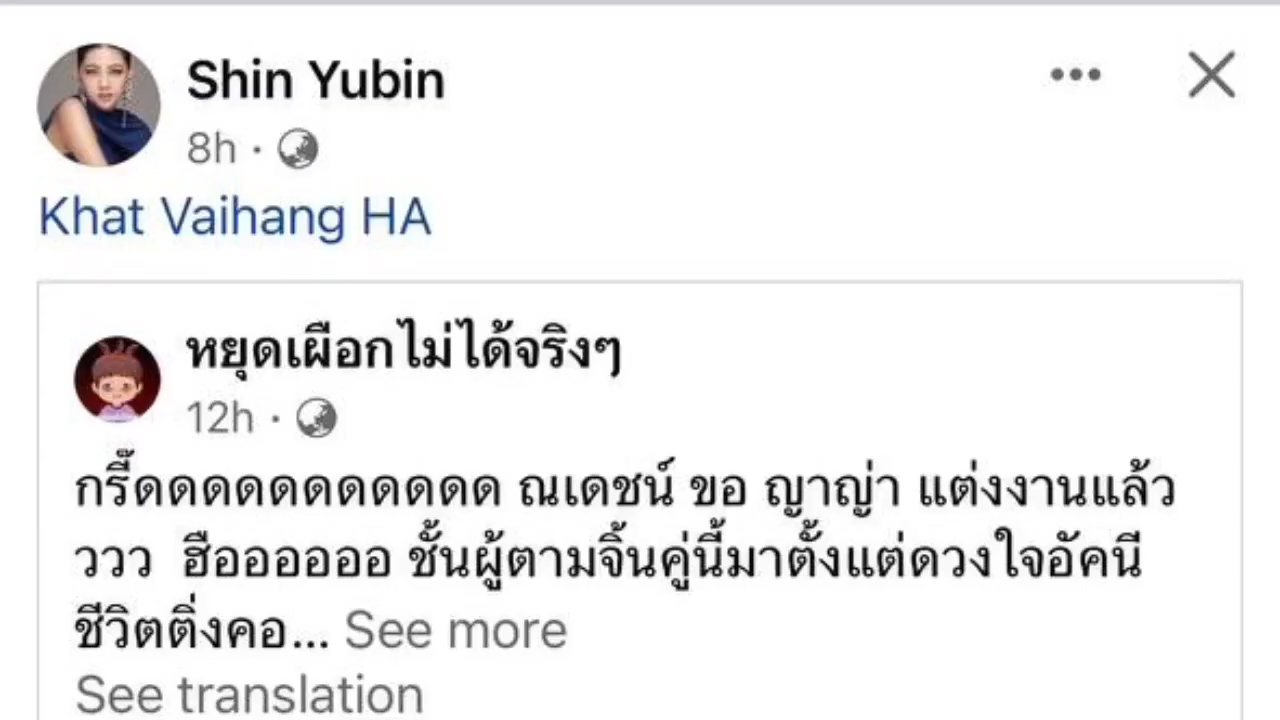 Shin Yubin
8h ·
Khat Vaihang HA
หยุดเผือกไม่ได้จริงๆ
12h ·
กรี๊ดดดดดดดดดดด ณเดชน์ ขอ ญาญ่า แต่งงานแล้ว
ววว ฮืออออออ ชั้นผู้ตามจิ้นคู่นี้มาตั้งแต่ดวงใจอัคนี
ชีวิตติ่งคอ... See more
See translation